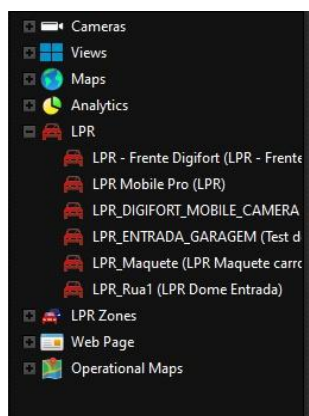 Cameras
Views
Maps
Analytics
LPR
LPR - Frente Digifort (LPR - Frente
LPR Mobile Pro (LPR)
LPR_DIGIFORT_MOBILE_CAMERA
LPR_ENTRADA_GARAGEM (Test d
LPR_Maquete (LPR Maquete carro
LPR_Rua1 (LPR Dome Entrada)
LPR Zones
Web Page
Operational Maps